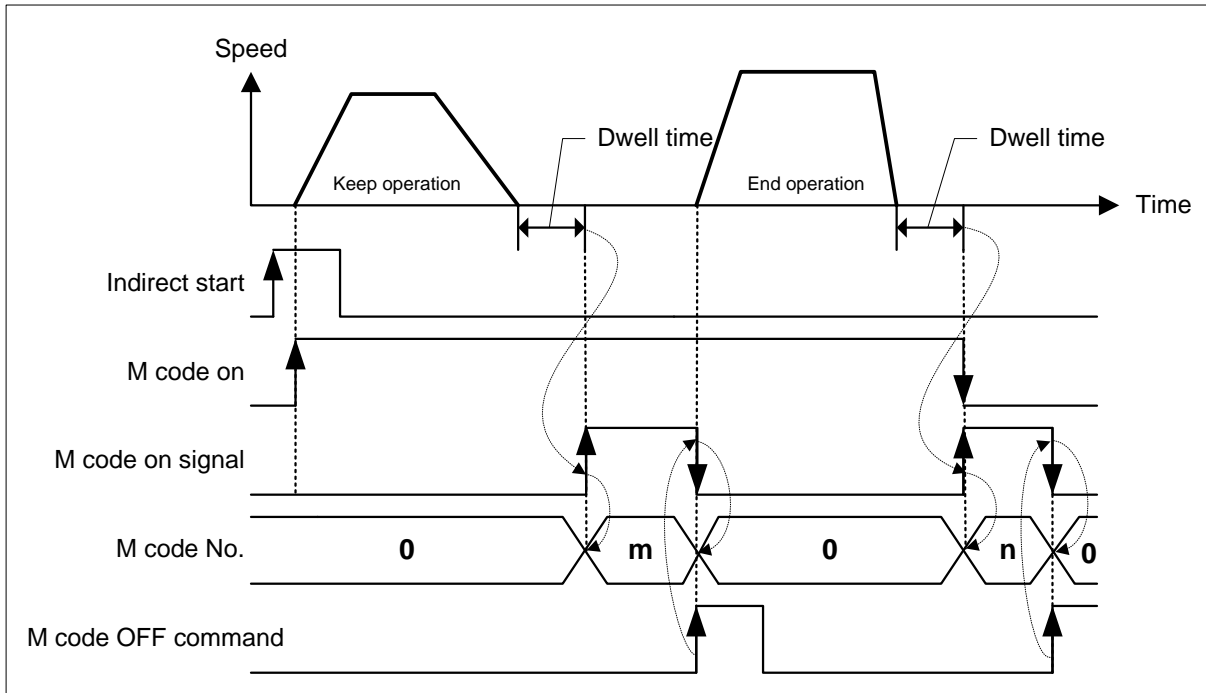 Speed
Dwell time
Dwell time
Keep operation
End operation
Time
Indirect start
M code on
M code on signal
M code No.
0
m
0
n
0
M code OFF command